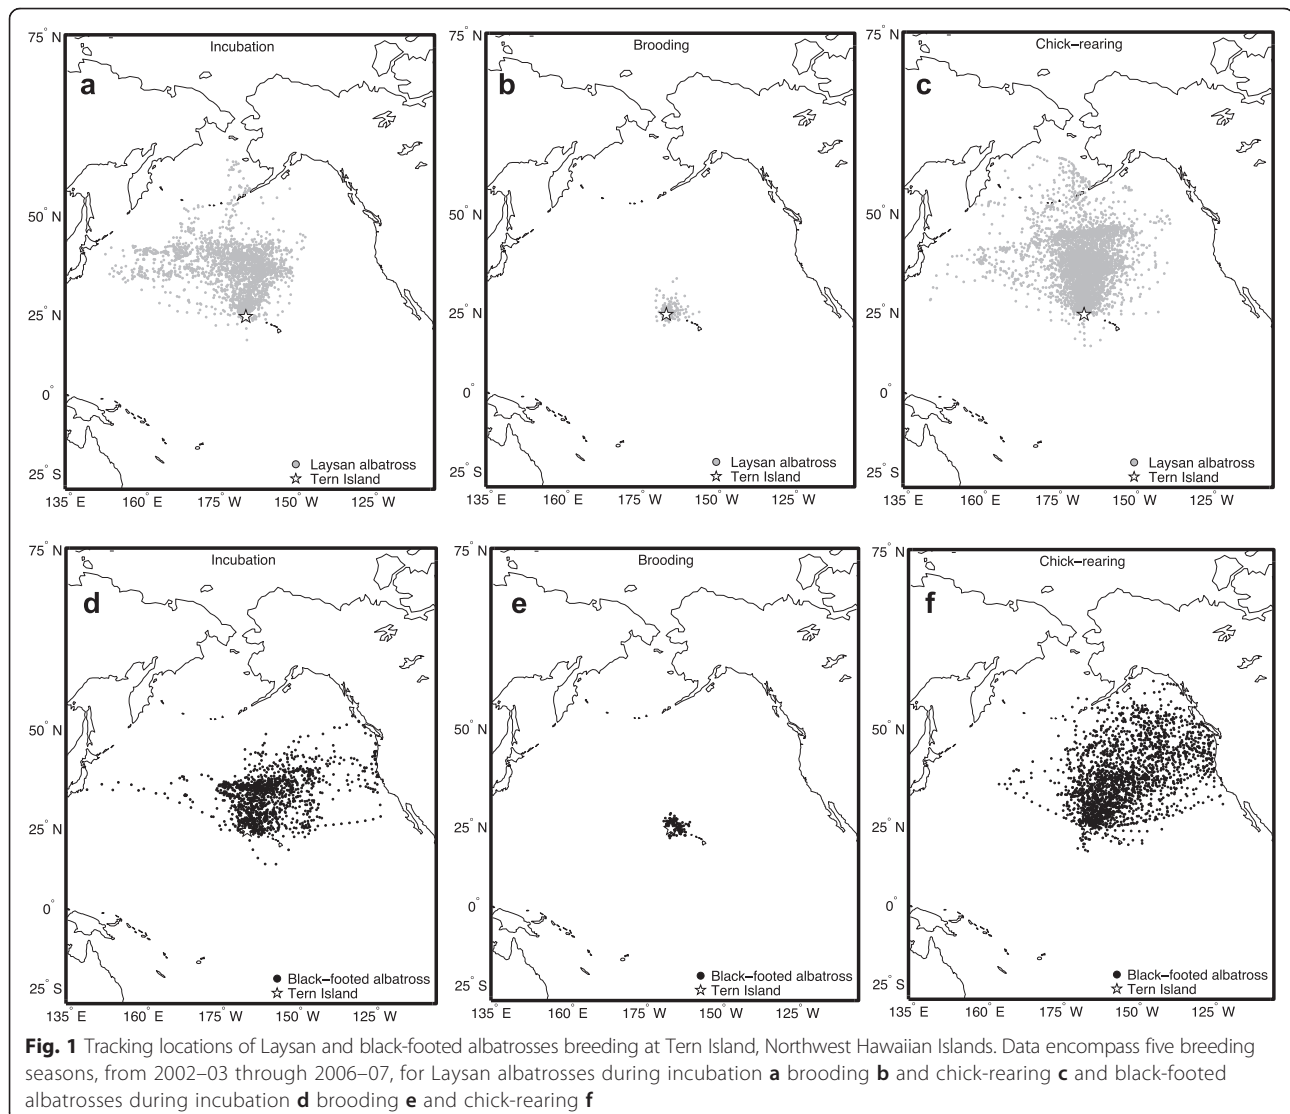 Incubation
a
75° N
50° N
25° N
0°
25° S
135° E
160° E
175° W
150° W
125° W
Laysan albatross
Tern Island
Brooding
b
75° N
50° N
25° N
0°
25° S
135° E
160° E
175° W
150° W
125° W
Laysan albatross
Tern Island
Chick–rearing
c
75° N
50° N
25° N
0°
25° S
135° E
160° E
175° W
150° W
125° W
Laysan albatross
Tern Island
Incubation
d
75° N
50° N
25° N
0°
25° S
135° E
160° E
175° W
150° W
125° W
Black–footed albatross
Tern Island
Brooding
e
75° N
50° N
25° N
0°
25° S
135° E
160° E
175° W
150° W
125° W
Black–footed albatross
Tern Island
Chick–rearing
f
75° N
50° N
25° N
0°
25° S
135° E
160° E
175° W
150° W
125° W
Black–footed albatross
Tern Island
Fig. 1 Tracking locations of Laysan and black-footed albatrosses breeding at Tern Island, Northwest Hawaiian Islands. Data encompass five breeding
seasons, from 2002–03 through 2006–07, for Laysan albatrosses during incubation a brooding b and chick-rearing c and black-footed
albatrosses during incubation d brooding e and chick-rearing f